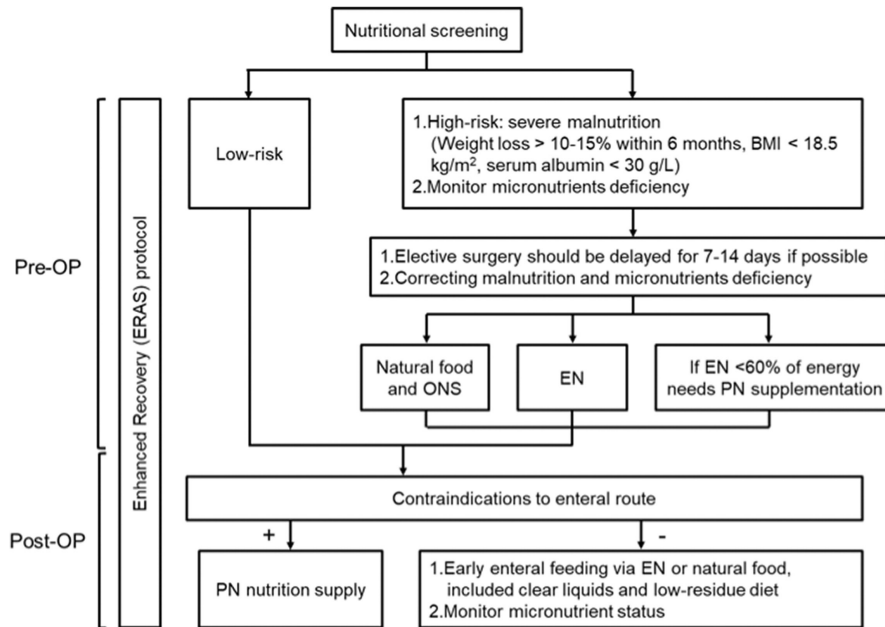 Nutritional screening
Pre-OP
Enhanced Recovery (ERAS) protocol
Low-risk
1.High-risk: severe malnutrition
(Weight loss > 10-15% within 6 months, BMI < 18.5
kg/m², serum albumin < 30 g/L)
2.Monitor micronutrients deficiency
1.Elective surgery should be delayed for 7-14 days if possible
2.Correcting malnutrition and micronutrients deficiency
Natural food
and ONS
EN
If EN <60% of energy
needs PN supplementation
Post-OP
Contraindications to enteral route
+
-
PN nutrition supply
1.Early enteral feeding via EN or natural food,
included clear liquids and low-residue diet
2.Monitor micronutrient status